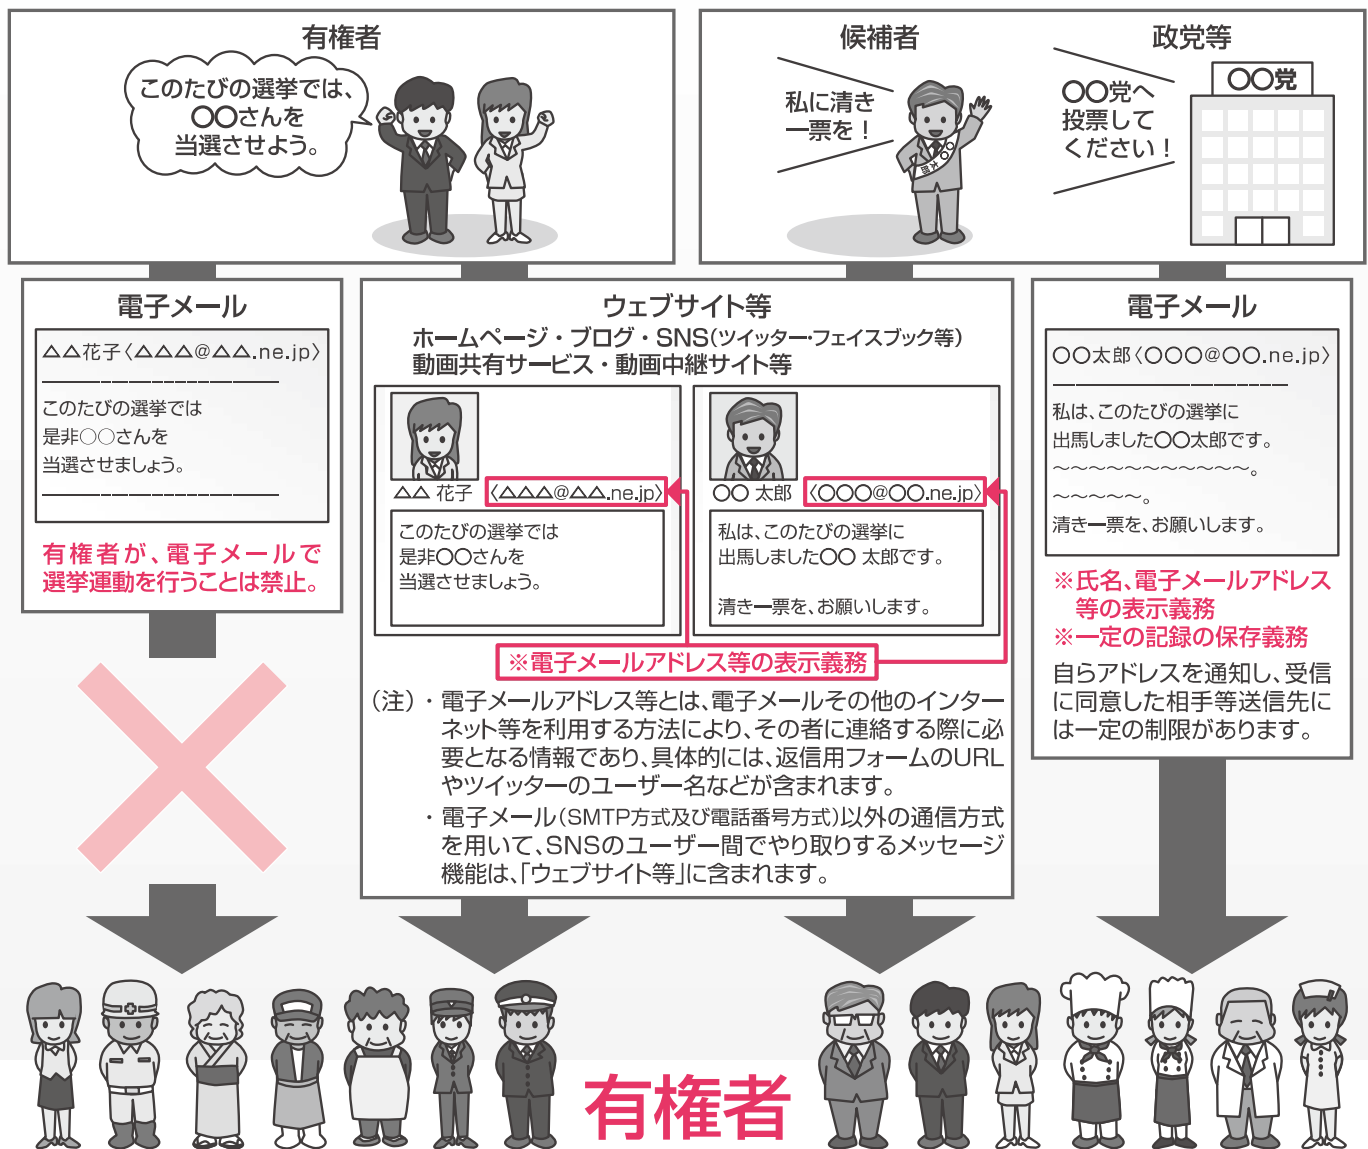 有権者
このたびの選挙では、
〇〇さんを
当選させよう。
候補者
私に清き
一票を！
〇〇太郎
政党等
〇〇党へ
投票して
ください！
〇〇党
電子メール
△△花子〈△△△@△△.ne.jp〉
このたびの選挙では
是非〇〇さんを
当選させましょう。
有権者が、電子メールで
選挙運動を行うことは禁止。
ウェブサイト等
ホームページ・ブログ・SNS（ツイッター・フェイスブック等）
動画共有サービス・動画中継サイト等
△△ 花子 〈△△△@△△.ne.jp〉
このたびの選挙では
是非〇〇さんを
当選させましょう。
〇〇 太郎 〈〇〇〇@〇〇.ne.jp〉
私は、このたびの選挙に
出馬しました〇〇 太郎です。
清き一票を、お願いします。
※電子メールアドレス等の表示義務
（注）・電子メールアドレス等とは、電子メールその他のインター
ネット等を利用する方法により、その者に連絡する際に必
要となる情報であり、具体的には、返信用フォームのURL
やツイッターのユーザー名などが含まれます。
・電子メール（SMTP方式及び電話番号方式）以外の通信方式
を用いて、SNSのユーザー間でやり取りするメッセージ
機能は、「ウェブサイト等」に含まれます。
電子メール
〇〇太郎〈〇〇〇@〇〇.ne.jp〉
私は、このたびの選挙に
出馬しました〇〇太郎です。
～～～～～～～～～～～。
～～～～～。
清き一票を、お願いします。
※氏名、電子メールアドレス
等の表示義務
※一定の記録の保存義務
自らアドレスを通知し、受信
に同意した相手等送信先に
は一定の制限があります。
有権者